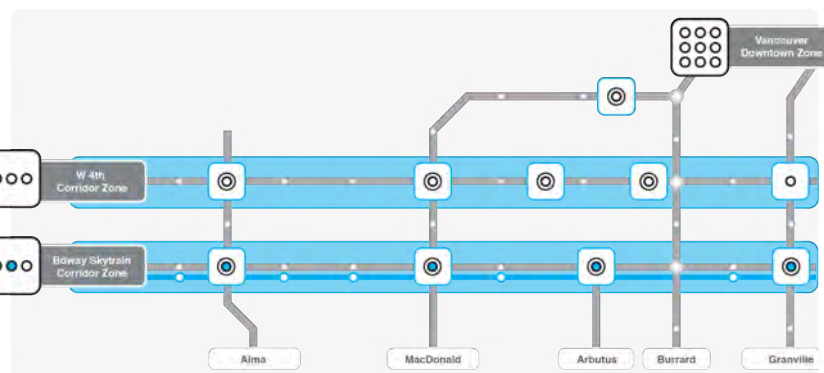 Vancouver
Downtown Zone
W 4th
Corridor Zone
Bdway Skytrain
Corridor Zone
Alma
MacDonald
Arbutus
Burrard
Granville